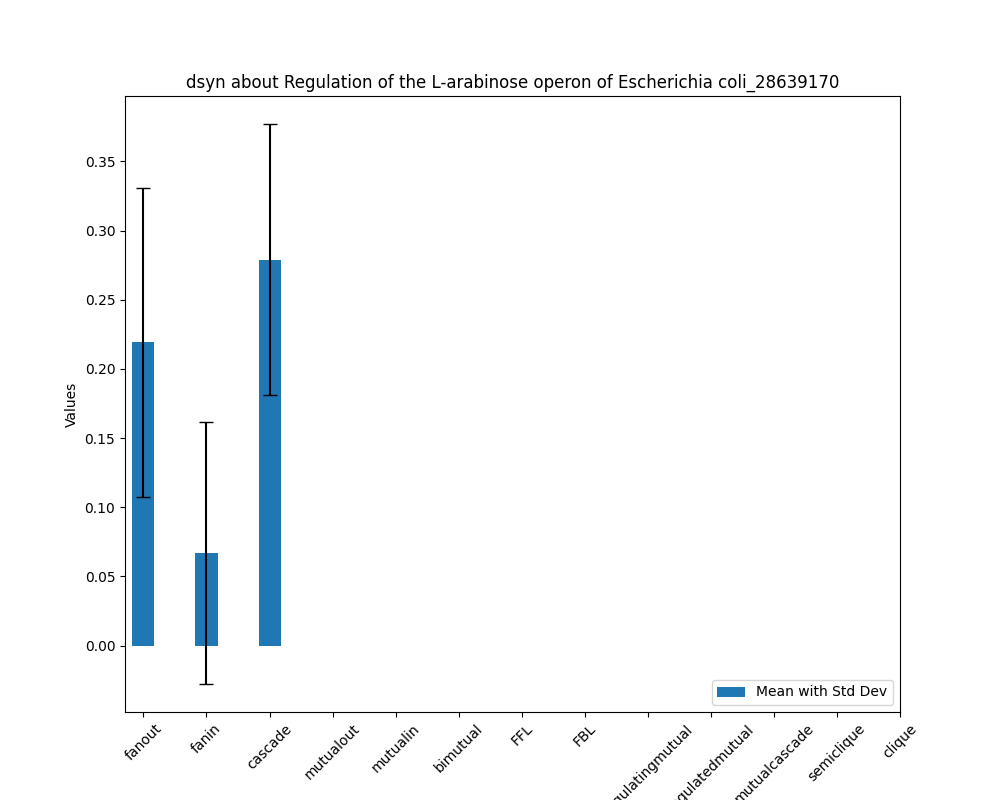 dsyn about Regulation of the L-arabinose operon of Escherichia coli_28639170
Values
0.35
0.30
0.25
0.20
0.15
0.10
0.05
0.00
Mean with Std Dev
fanout
fanin
cascade
mutualout
mutualin
bimutual
FFL
FBL
gulatingmutual
gulatedmutual
mutualcascade
semiclique
clique